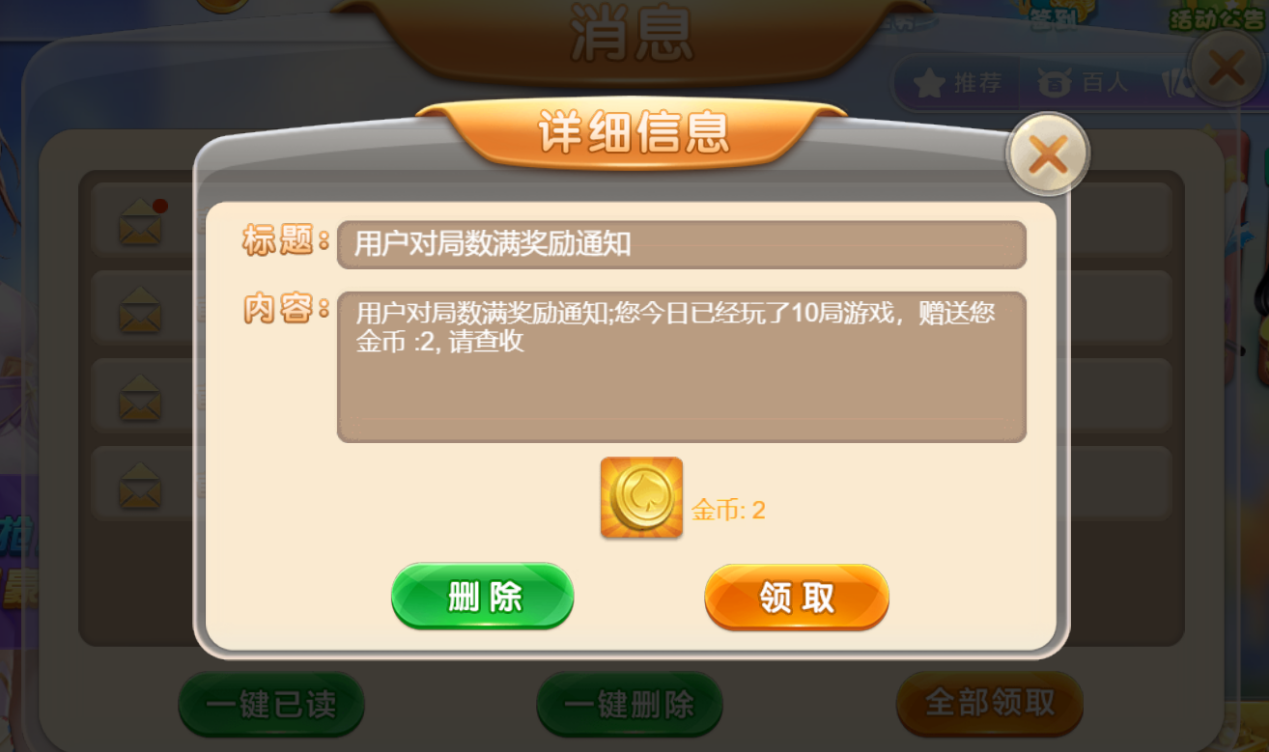 消息
签到
活动公告
推荐
百人
详细信息
标题:
用户对局数满奖励通知
内容:
用户对局数满奖励通知;您今日已经玩了10局游戏，赠送您
金币 :2, 请查收
金币: 2
删除
领取
一键已读
一键删除
全部领取